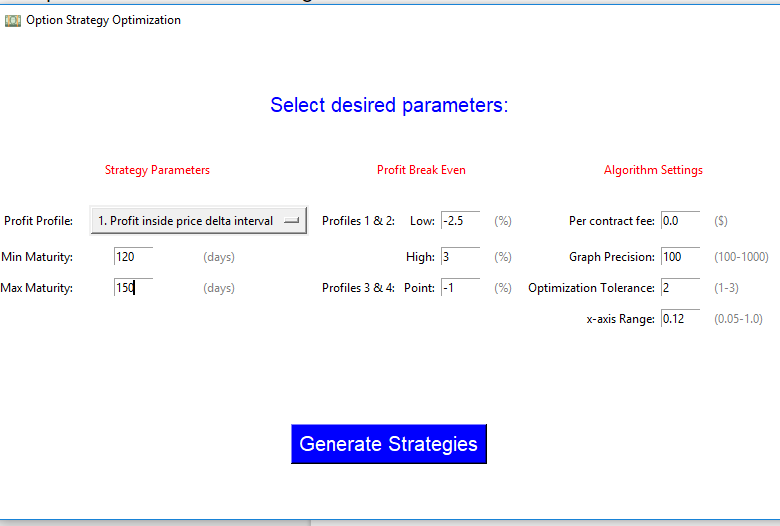 Option Strategy Optimization
Select desired parameters:
Strategy Parameters Profit Break Even Algorithm Settings
Profit Profile: 1. Profit inside price delta interval Profiles 1 & 2: Low: -2.5 (%) Per contract fee: 0.0 ($)
Min Maturity: 120 (days) High: 3 (%) Graph Precision: 100 (100-1000)
Max Maturity: 150 (days) Profiles 3 & 4: Point: -1 (%) Optimization Tolerance: 2 (1-3)
x-axis Range: 0.12 (0.05-1.0)
Generate Strategies